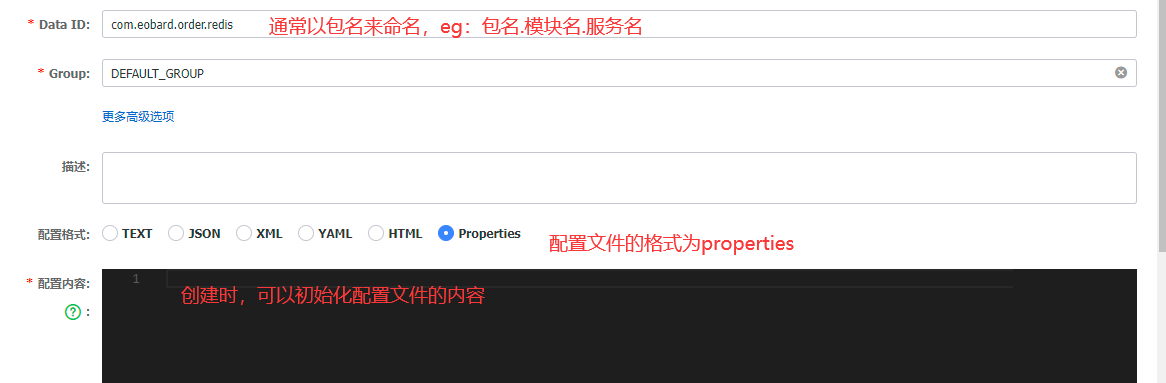 * Data ID: com.eobard.order.redis 通常以包名来命名，eg：包名.模块名.服务名
* Group: DEFAULT_GROUP
更多高级选项
描述:
配置格式: TEXT JSON XML YAML HTML Properties 配置文件的格式为properties
* 配置内容: 1
创建时，可以初始化配置文件的内容
? :